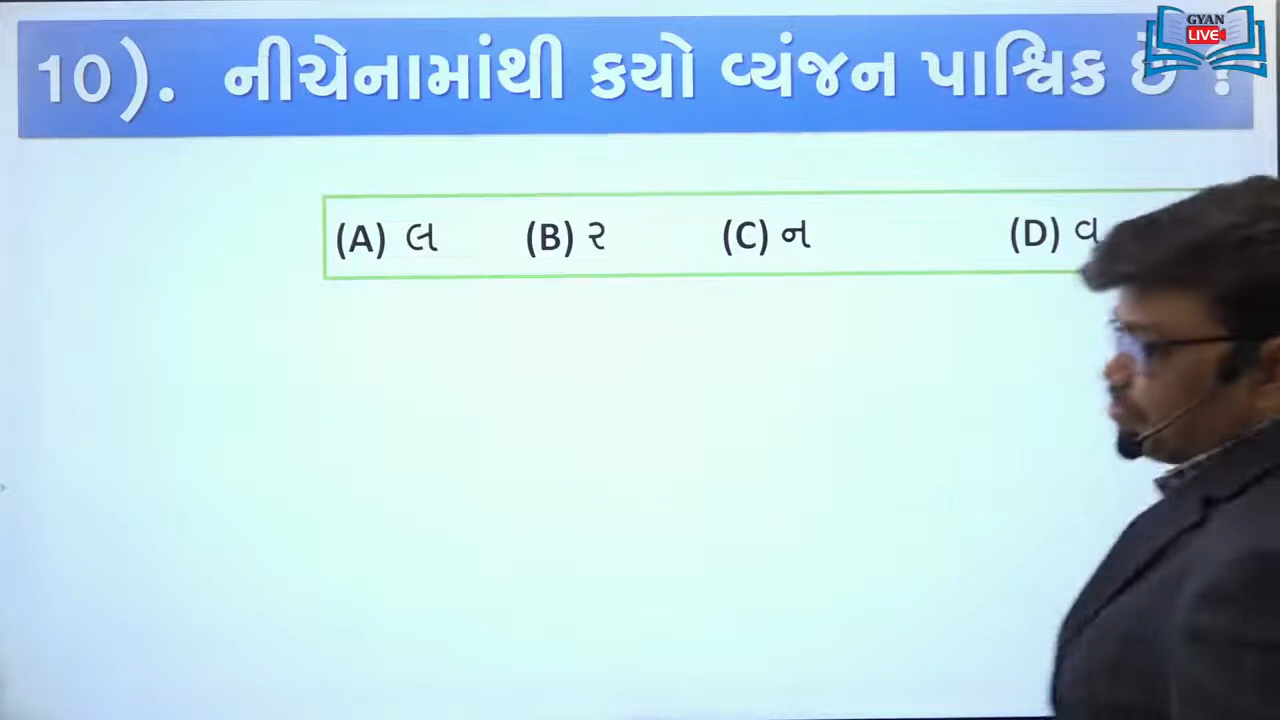 GYAN
LIVE
10). નીચેનામાંથી કયો વ્યંજન પાશ્વિક છે ?
(A) લ (B) ર (C) ન (D) વ